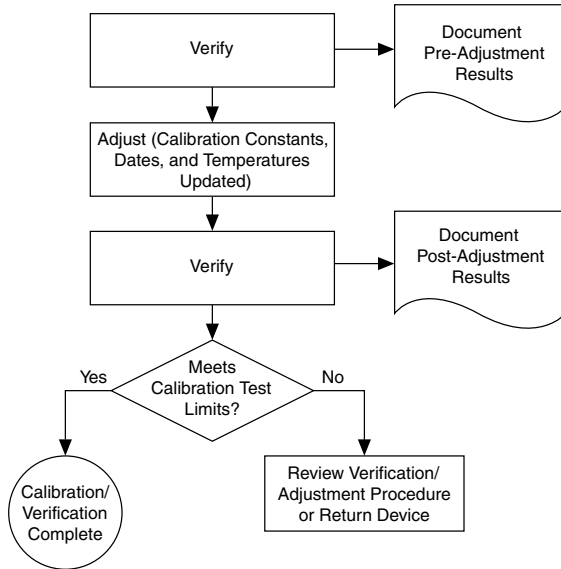 Verify
Document
Pre-Adjustment
Results
Adjust (Calibration Constants,
Dates, and Temperatures
Updated)
Verify
Document
Post-Adjustment
Results
Meets
Calibration Test
Limits?
Yes
No
Calibration/
Verification
Complete
Review Verification/
Adjustment Procedure
or Return Device